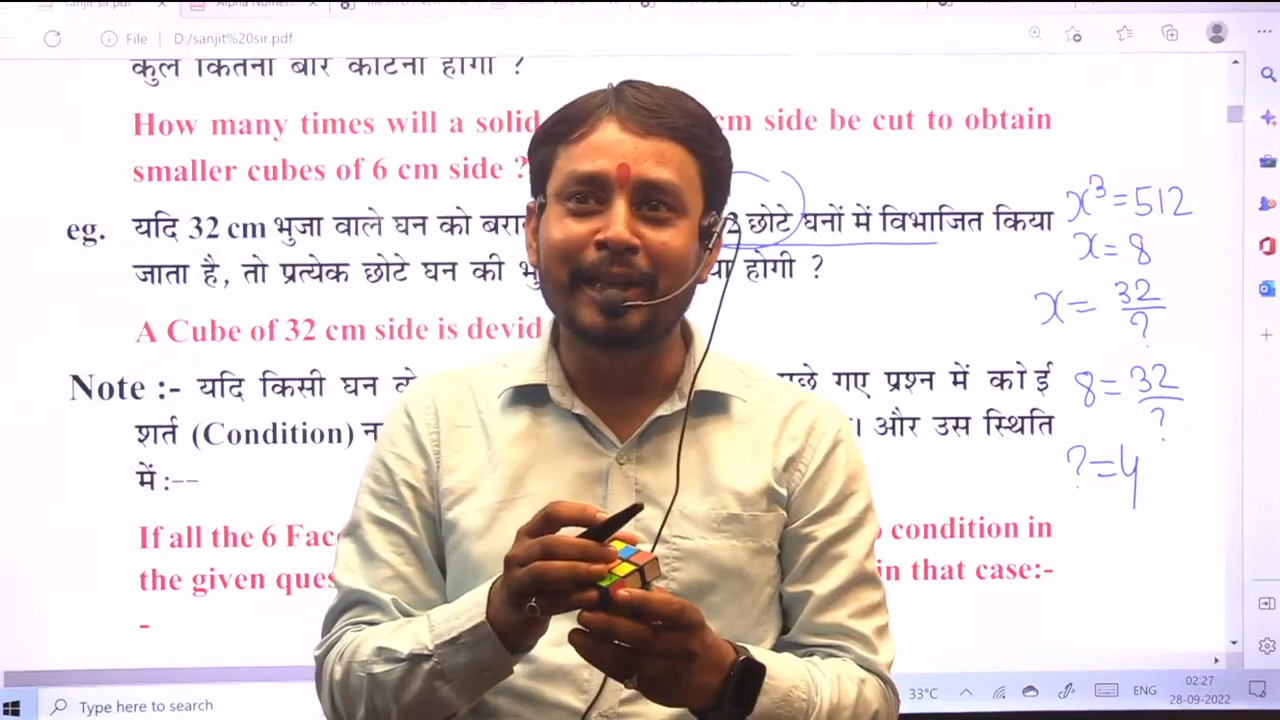 File
D:/sanjit%20sir.pdf
कुल कितनी बार काटना होगा ?
How many times will a solid cm side be cut to obtain
smaller cubes of 6 cm side ?
eg. यदि 32 cm भुजा वाले घन को 2 छोटे घनों में विभाजित किया
जाता है, तो प्रत्येक छोटे घन की होगी ?
A Cube of 32 cm side is devid
Note :- यदि किसी घन गए प्रश्न में कोई
शर्त (Condition) । और उस स्थिति
में :--
If all the 6 condition in
the given in that case:-
-
x³ = 512
x = 8
x = 32/?
8 = 32/?
? = 4
Type here to search
33°C
ENG
02:27
28-09-2022